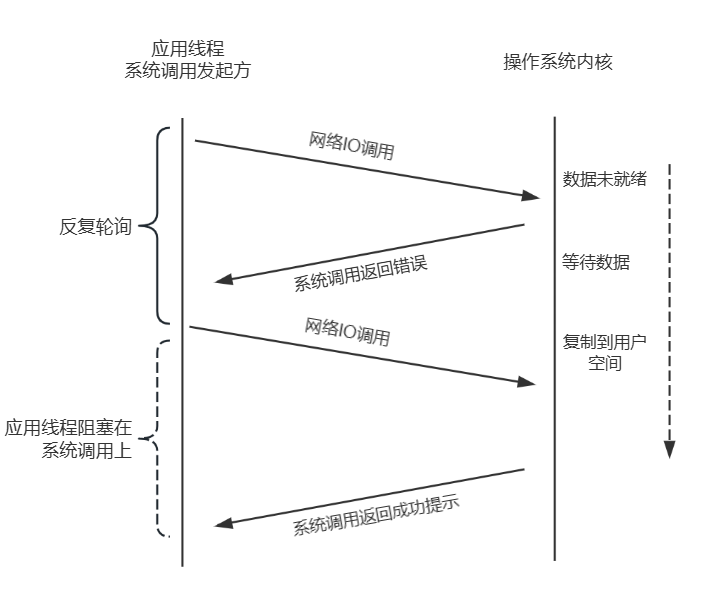 应用线程
系统调用发起方
操作系统内核
网络IO调用
数据未就绪
反复轮询
系统调用返回错误
等待数据
网络IO调用
复制到用户
空间
应用线程阻塞在
系统调用上
系统调用返回成功提示